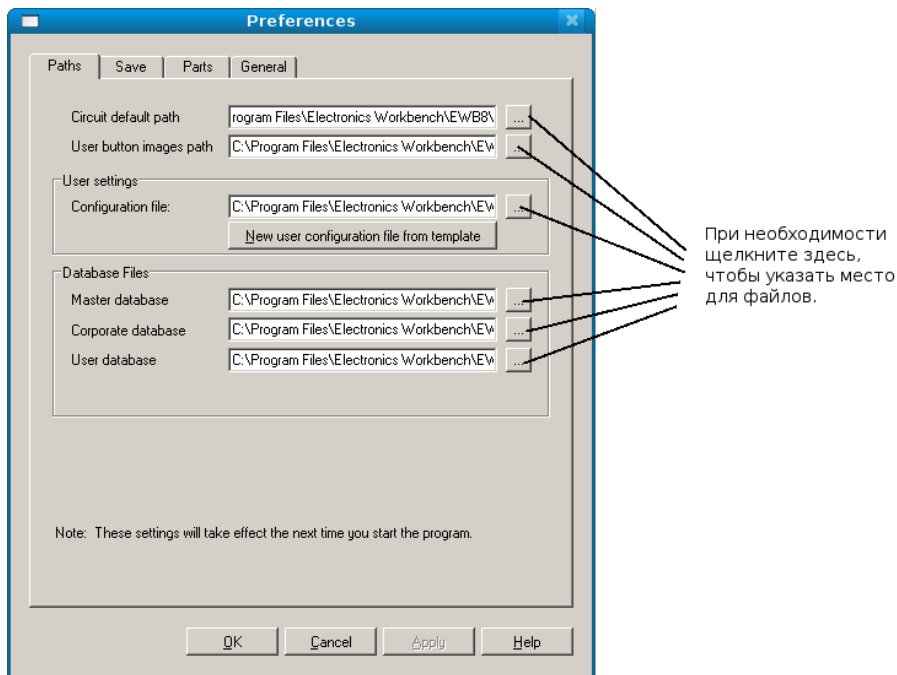 Preferences
Paths Save Parts General
Circuit default path rogram Files\Electronics Workbench\EWB8\ ...
User button images path C:\Program Files\Electronics Workbench\EW ...
User settings
Configuration file: C:\Program Files\Electronics Workbench\EW ...
New user configuration file from template
При необходимости
щелкните здесь,
чтобы указать место
для файлов.
Database Files
Master database C:\Program Files\Electronics Workbench\EW ...
Corporate database C:\Program Files\Electronics Workbench\EW ...
User database C:\Program Files\Electronics Workbench\EW ...
Note: These settings will take effect the next time you start the program.
OK Cancel Apply Help